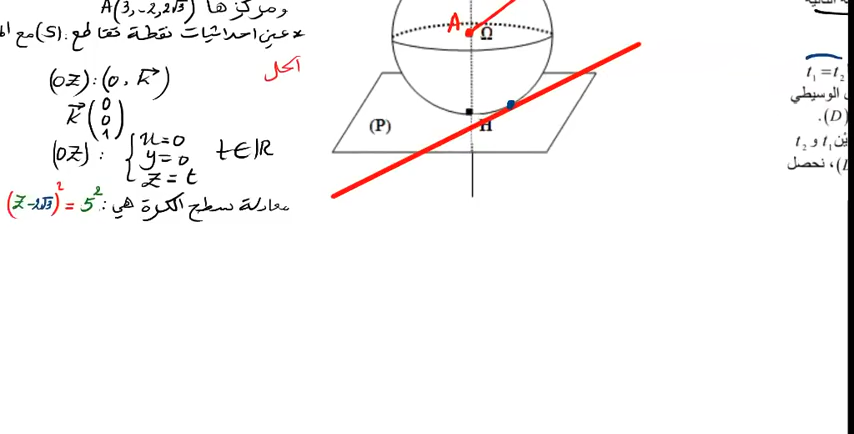 ومركزها A(3,-2,2√3)
* عين احداثيات نقطة تقاطع (S) مع
الحل
(OZ): (O, k⃗)
k⃗ (0 0 1)
(OZ): { x=0
y=0 t∈ℝ
z=t
معادلة سطح الكرة هي: (z-2√3)² = 5²
A
Ω
(P)
H
t₁=t₂
الوسيطي
(D).
t₁ و t₂
، نحصل